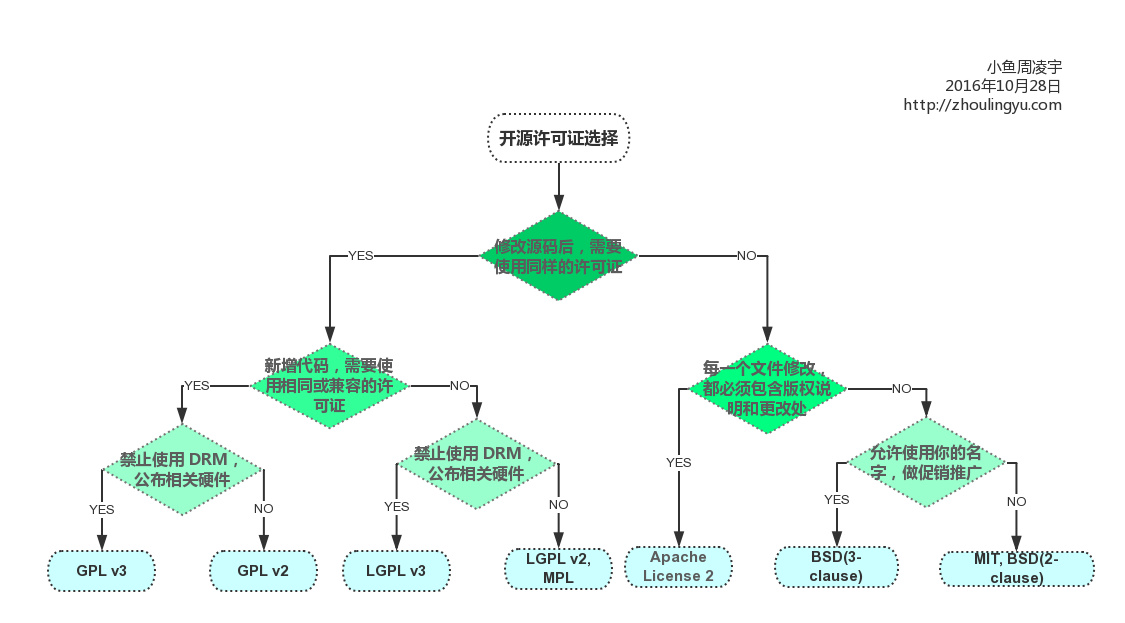 小鱼周凌宇
2016年10月28日
http://zhoulingyu.com
开源许可证选择
修改源码后，需要
使用同样的许可证
YES
NO
新增代码，需要使
用相同或兼容的许
可证
每一个文件修改，
都必须包含版权说
明和更改处
YES
NO
NO
禁止使用 DRM，
公布相关硬件
禁止使用 DRM，
公布相关硬件
允许使用你的名
字，做促销推广
YES
YES
NO
YES
NO
YES
NO
GPL v3
GPL v2
LGPL v3
LGPL v2,
MPL
Apache
License 2
BSD(3-
clause)
MIT, BSD(2-
clause)